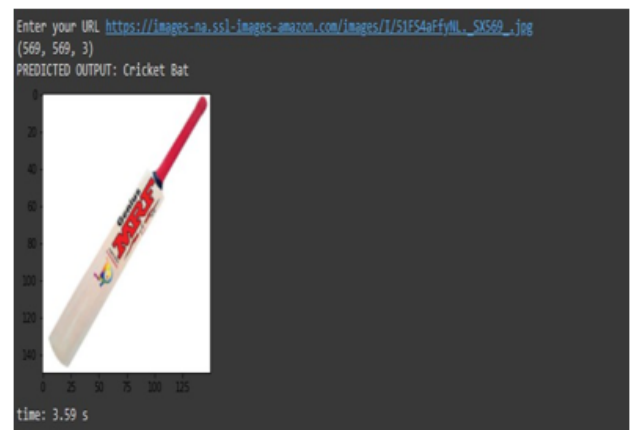 Enter your URL https://images-na.ssl-images-amazon.com/images/I/51FS4aFfyNL._SX569_.jpg
(569, 569, 3)
PREDICTED OUTPUT: Cricket Bat
0
20
40
60
80
100
120
140
Genius
MRF
0 25 50 75 100 125
time: 3.59 s